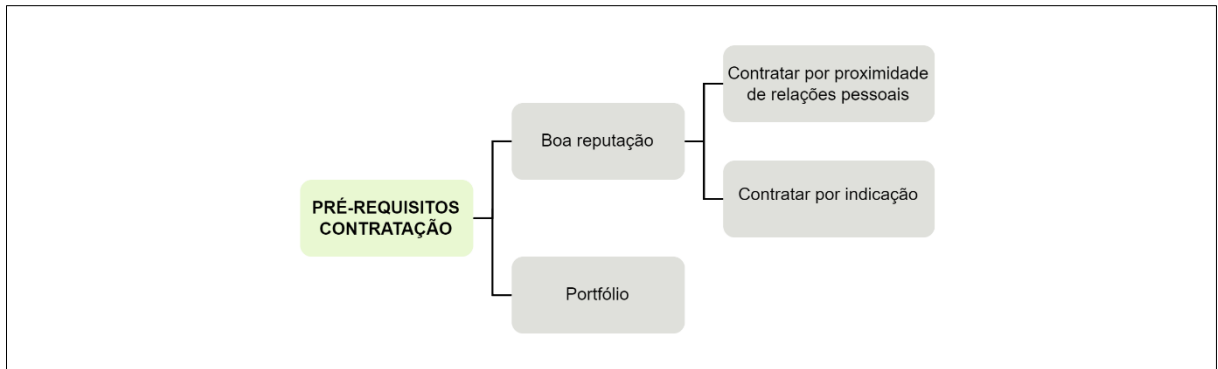 PRÉ-REQUISITOS
CONTRATAÇÃO
Boa reputação
Contratar por proximidade
de relações pessoais
Contratar por indicação
Portfólio